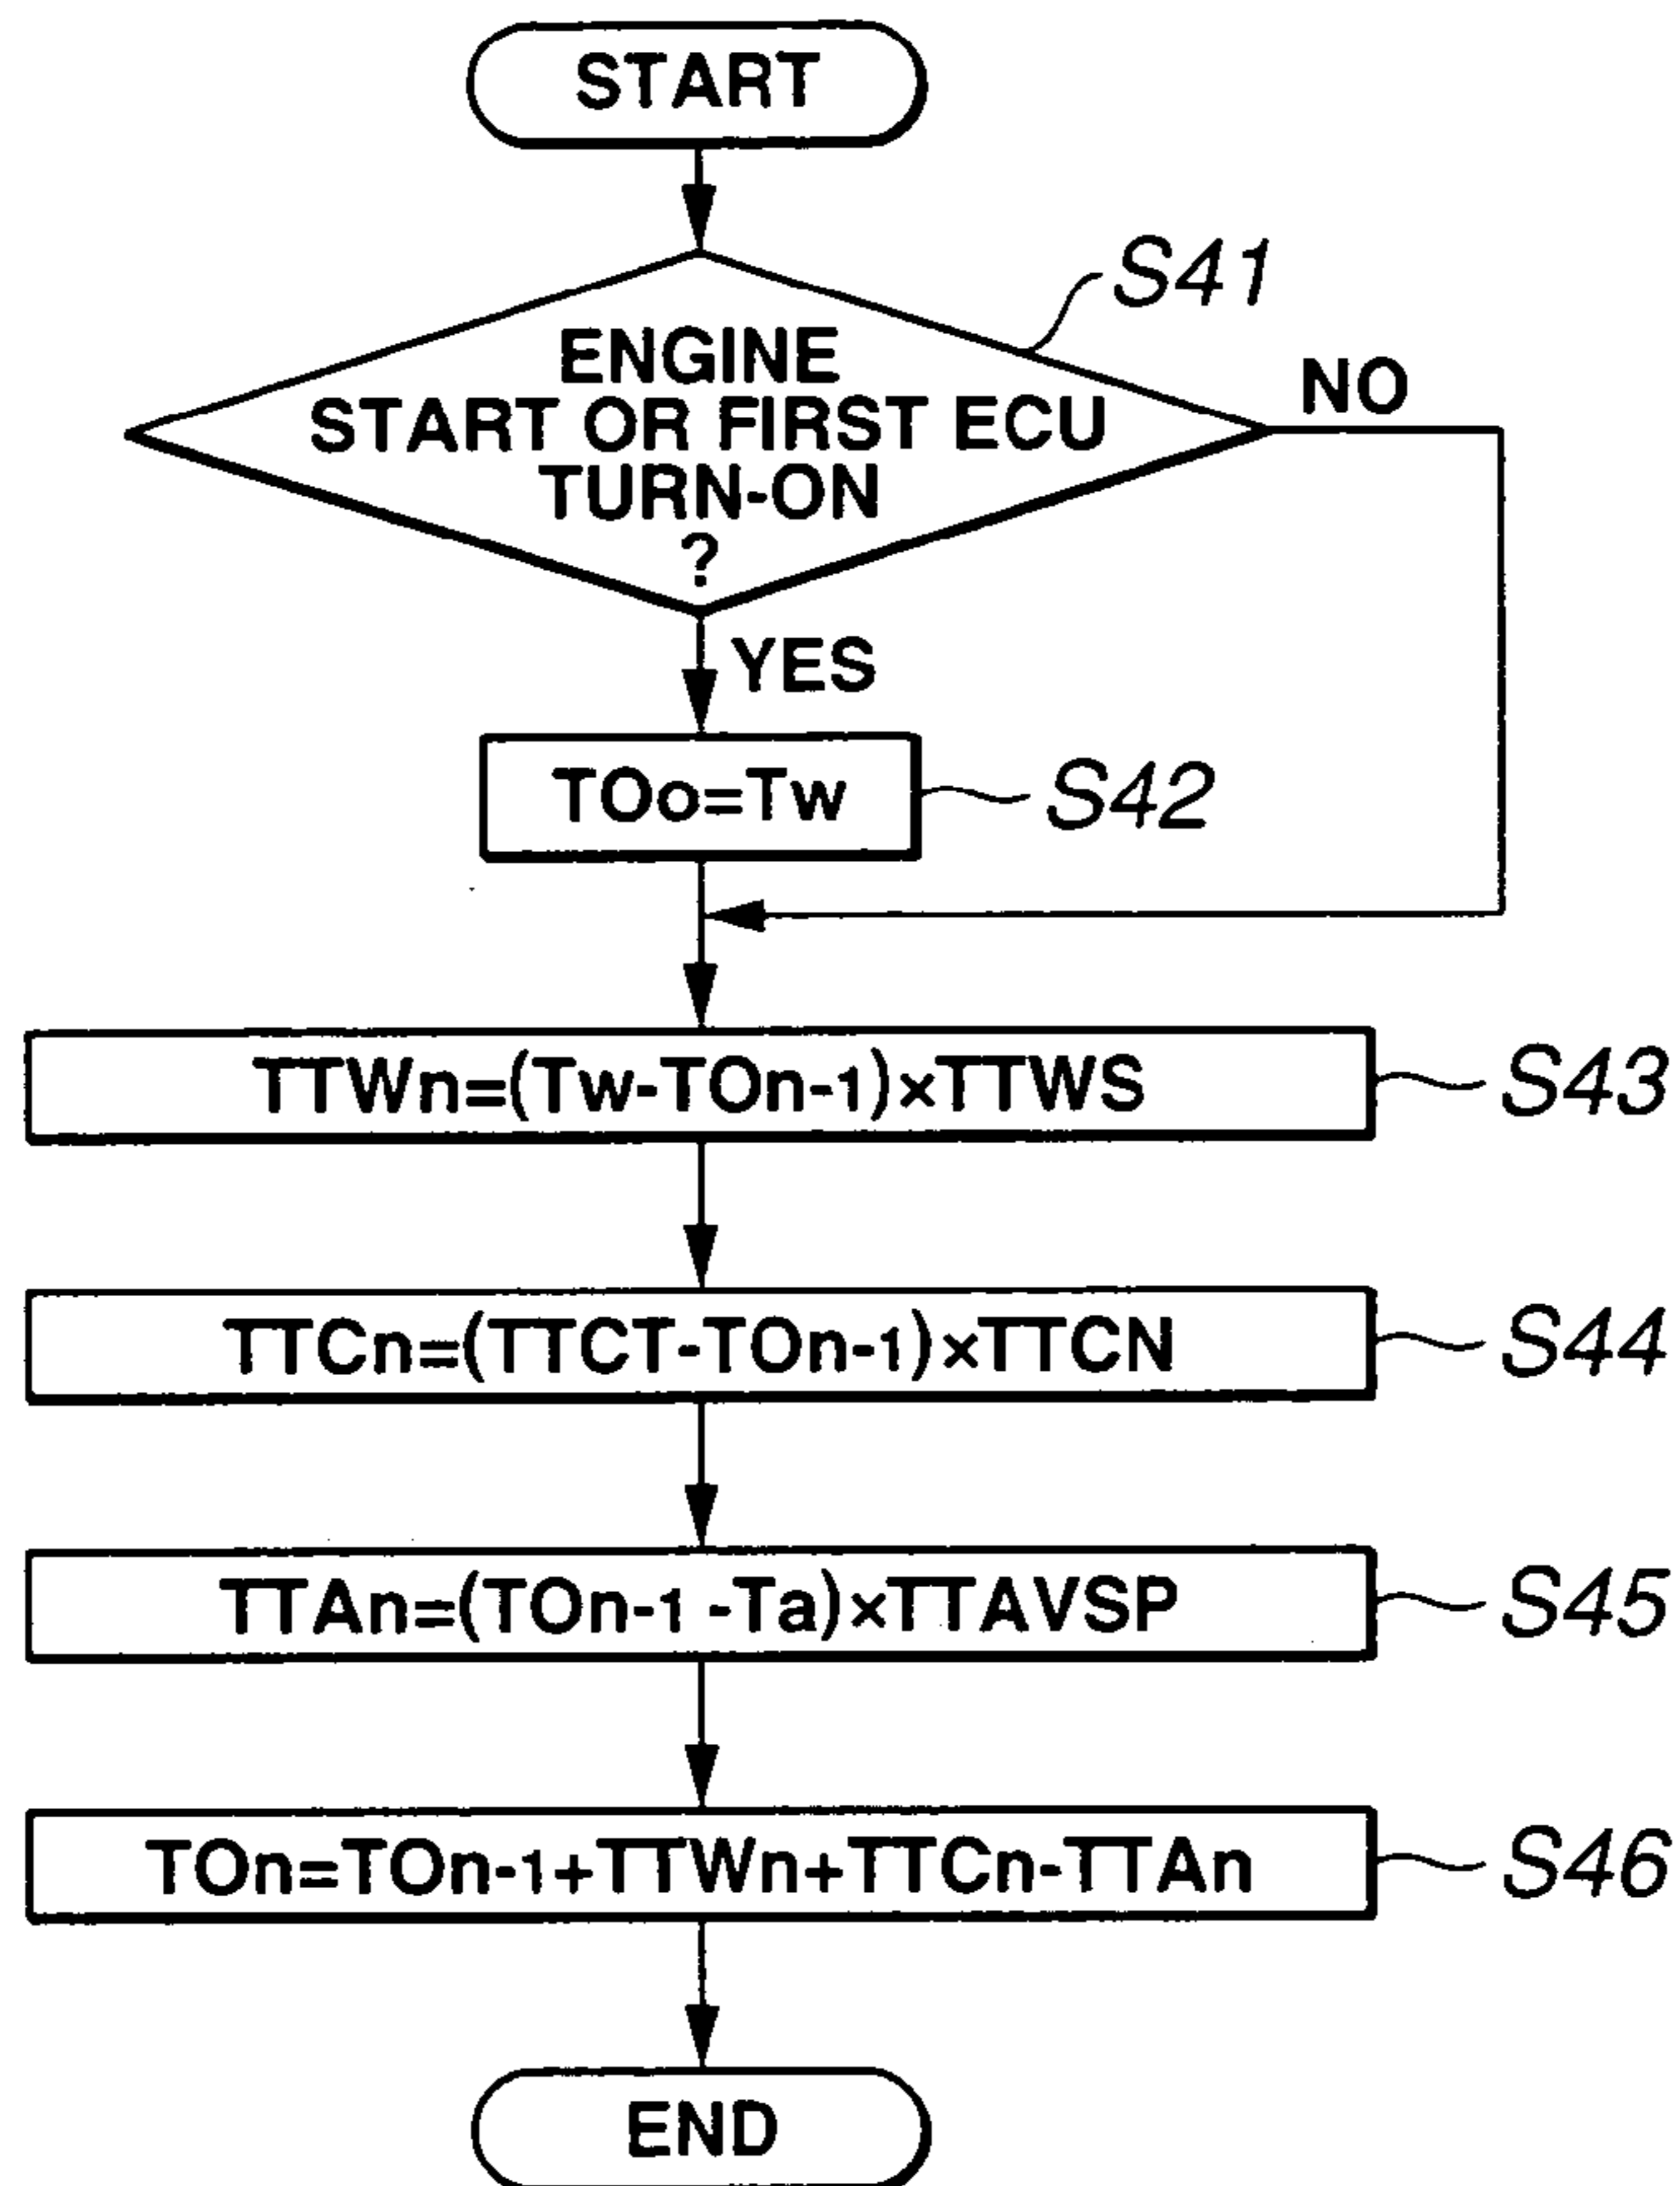 START
S41
ENGINE
START OR FIRST ECU
TURN-ON
?
NO
YES
TOo=Tw
S42
TTWn=(Tw-TOn-1)×TTWS
S43
TTCn=(TTCT-TOn-1)×TTCN
S44
TTAn=(TOn-1 -Ta)×TTAVSP
S45
TOn=TOn-1+TTWn+TTCn-TTAn
S46
END